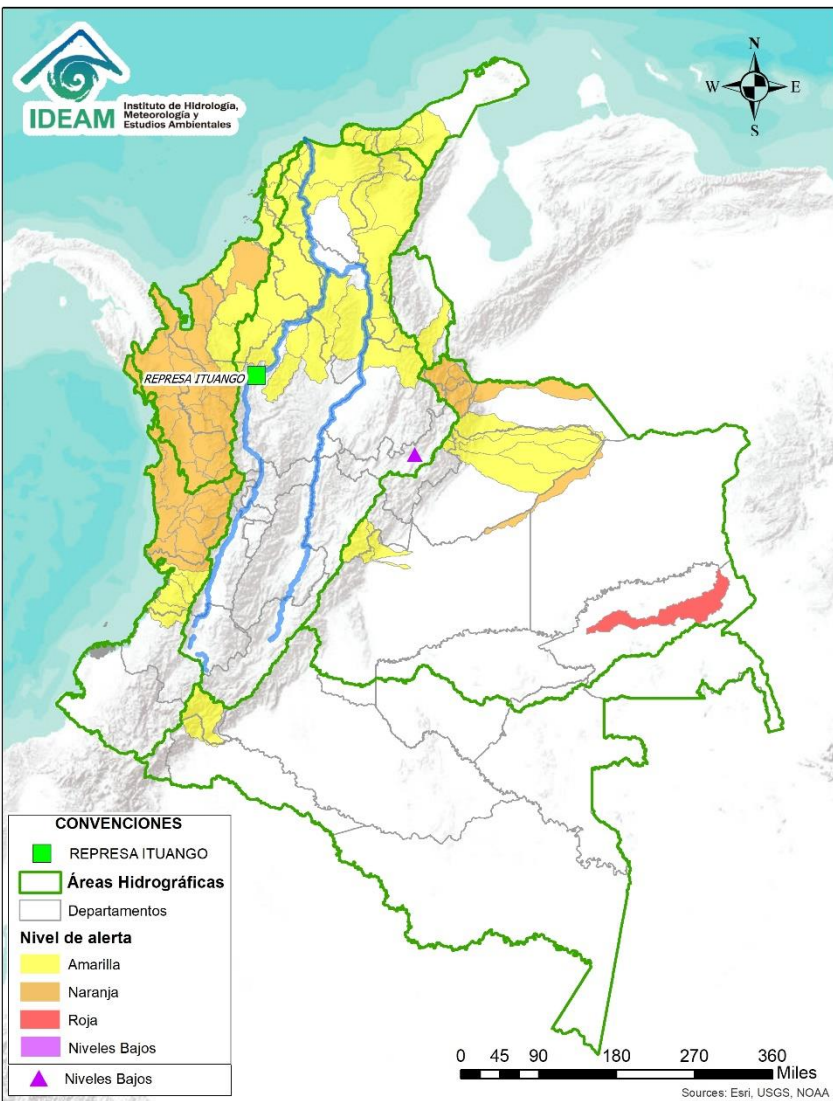 IDEAM
Instituto de Hidrología,
Meteorología y
Estudios Ambientales
N
W
E
S
REPRESA ITUANGO
CONVENCIONES
REPRESA ITUANGO
Áreas Hidrográficas
Departamentos
Nivel de alerta
Amarilla
Naranja
Roja
Niveles Bajos
Niveles Bajos
0 45 90 180 270 360
Miles
Sources: Esri, USGS, NOAA